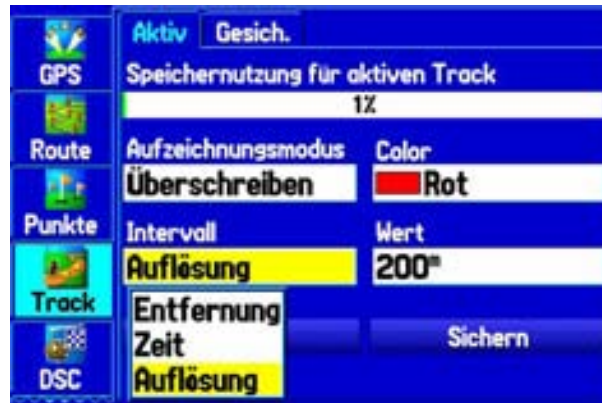 GPS
Route
Punkte
Track
DSC
Aktiv Gesich.
Speichernutzung für aktiven Track
1%
Aufzeichnungsmodus Color
Überschreiben Rot
Intervall Wert
Auflösung 200m
Entfernung
Zeit
Auflösung
Sichern